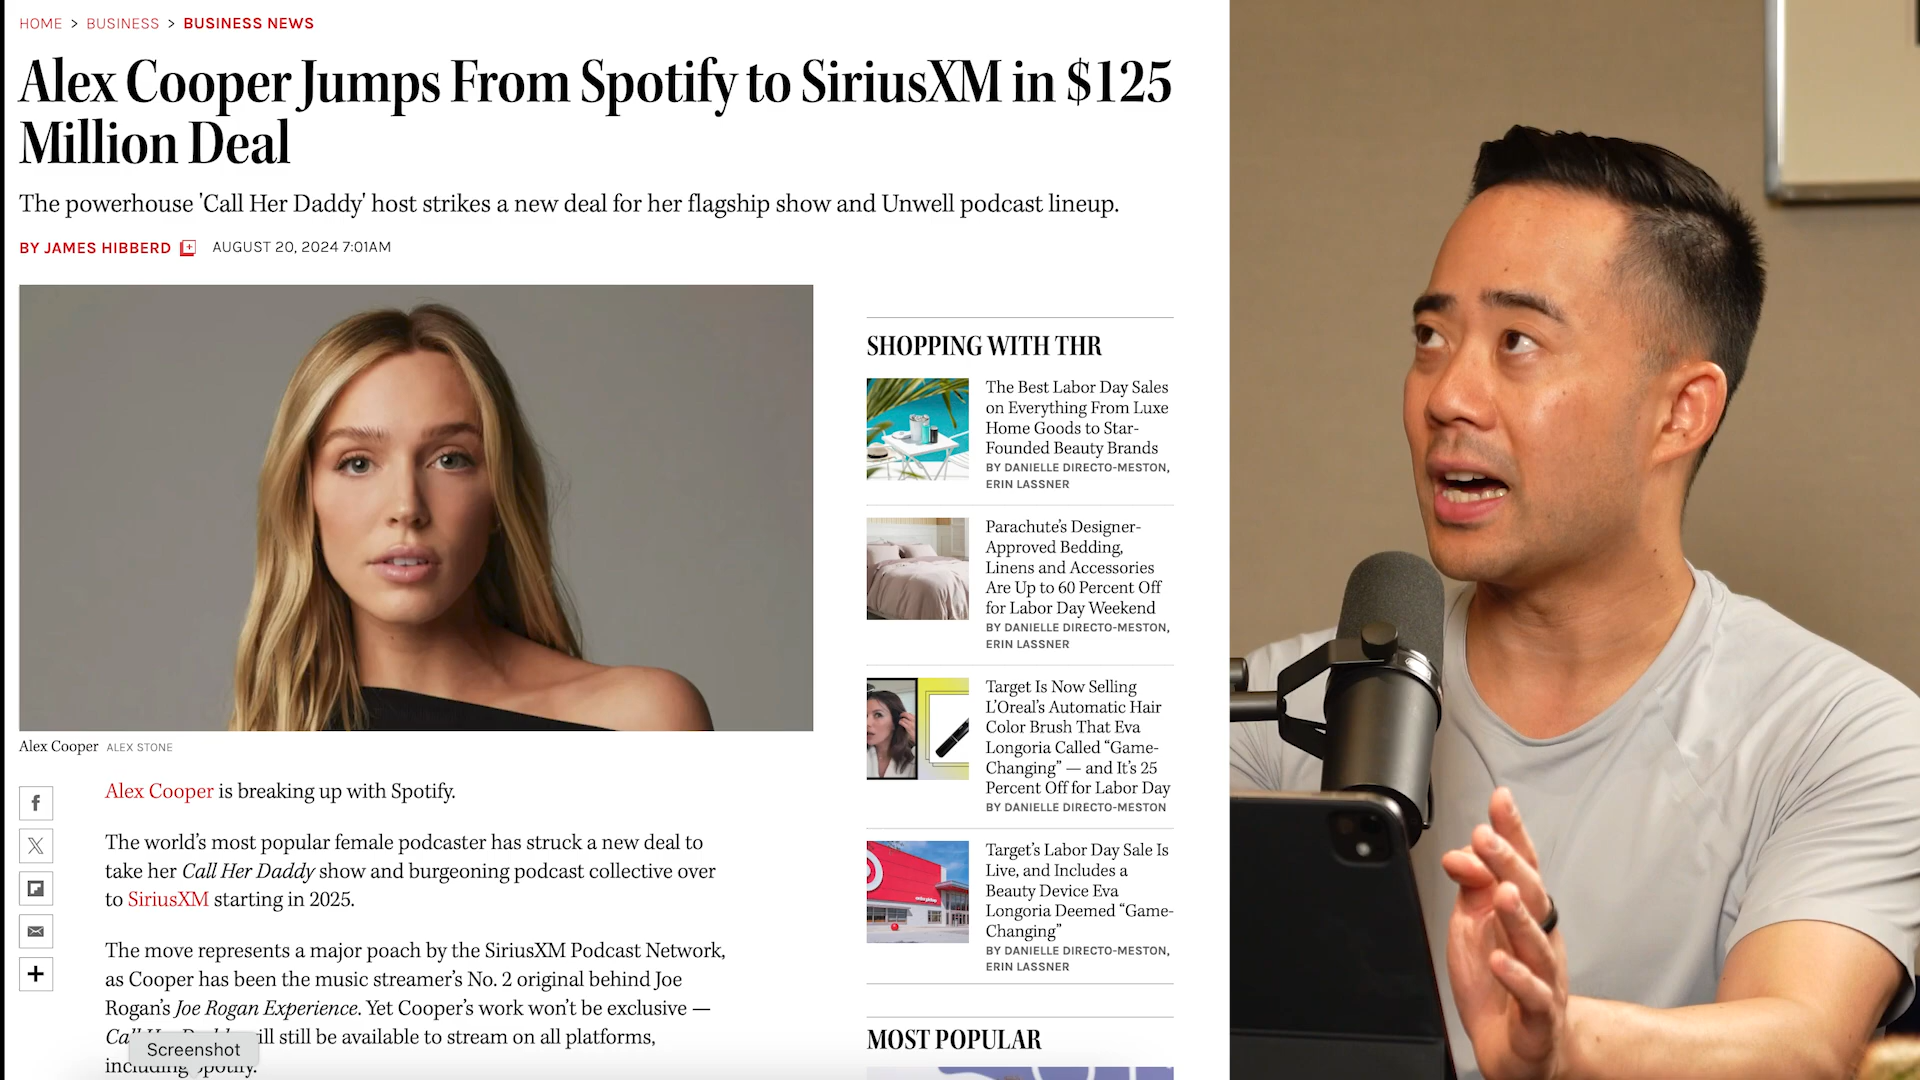 HOME > BUSINESS > BUSINESS NEWS
Alex Cooper Jumps From Spotify to SiriusXM in $125
Million Deal
The powerhouse 'Call Her Daddy' host strikes a new deal for her flagship show and Unwell podcast lineup.
BY JAMES HIBBERD AUGUST 20, 2024 7:01AM
Alex Cooper ALEX STONE
Alex Cooper is breaking up with Spotify.
The world's most popular female podcaster has struck a new deal to
take her Call Her Daddy show and burgeoning podcast collective over
to SiriusXM starting in 2025.
The move represents a major poach by the SiriusXM Podcast Network,
as Cooper has been the music streamer's No. 2 original behind Joe
Rogan's Joe Rogan Experience. Yet Cooper's work won't be exclusive —
still be available to stream on all platforms,
including
Screenshot
SHOPPING WITH THR
The Best Labor Day Sales
on Everything From Luxe
Home Goods to Star-
Founded Beauty Brands
BY DANIELLE DIRECTO-MESTON,
ERIN LASSNER
Parachute's Designer-
Approved Bedding,
Linens and Accessories
Are Up to 60 Percent Off
for Labor Day Weekend
BY DANIELLE DIRECTO-MESTON,
ERIN LASSNER
Target Is Now Selling
L'Oreal's Automatic Hair
Color Brush That Eva
Longoria Called “Game-
Changing” — and It's 25
Percent Off for Labor Day
BY DANIELLE DIRECTO-MESTON
Target's Labor Day Sale Is
Live, and Includes a
Beauty Device Eva
Longoria Deemed “Game-
Changing”
BY DANIELLE DIRECTO-MESTON,
ERIN LASSNER
MOST POPULAR